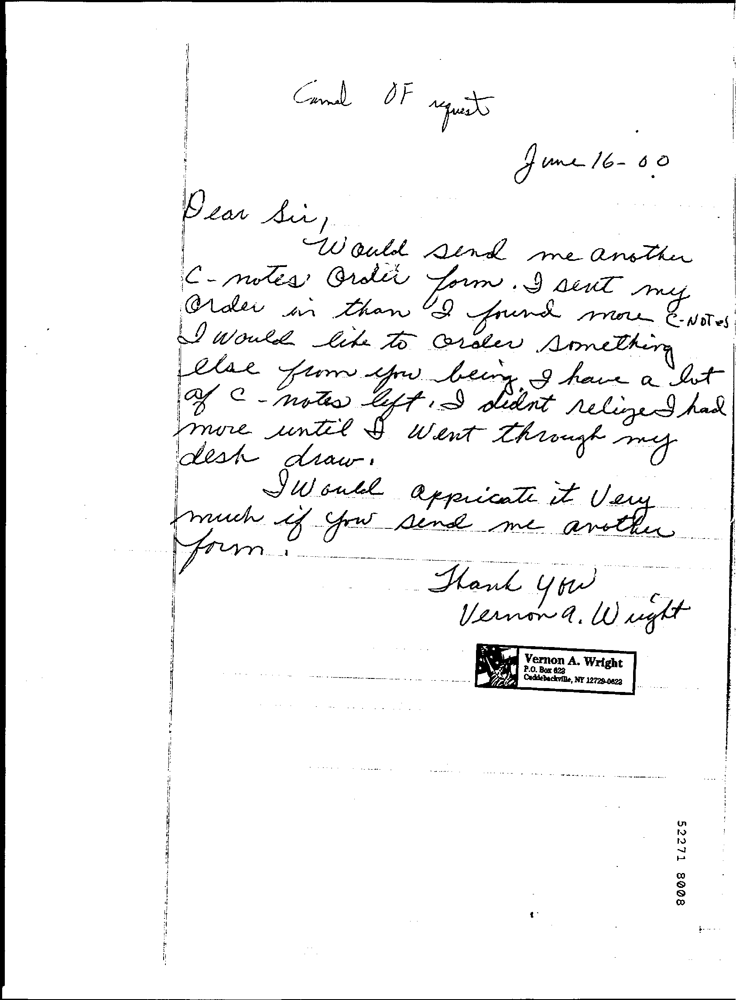 Camel OF request
June 16-00
Dear Sir,
Would send me another
C-notes Order form. I sent my
Order in than I found more C-NOTES
I would like to order something
else from you being I have a lot
of C-notes left. I didnt relize I had
more until I went through my
desk draw.
I Would appricate it Very
much if you send me another
form.
Thank you
Vernon A. Wright
Vernon A. Wright
P.O. Box 622
Cuddebackville, NY 12729-0622
52271 8008